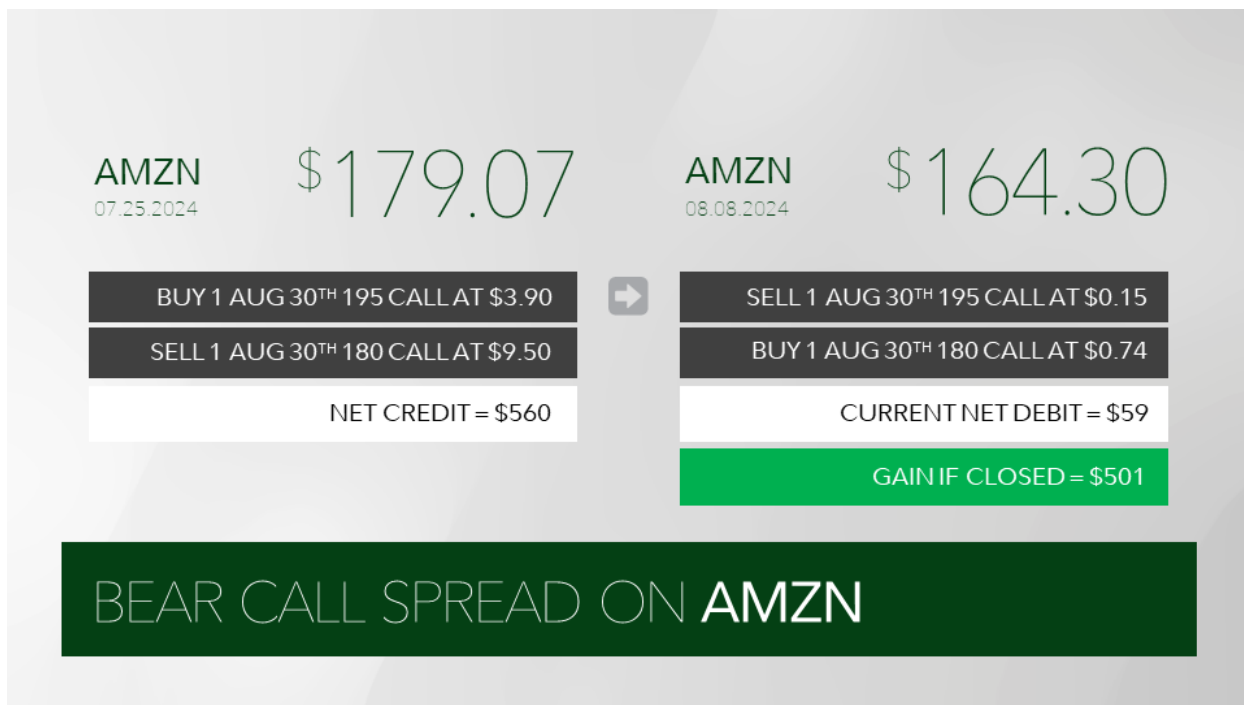 AMZN
07.25.2024
$179.07
BUY 1 AUG 30TH 195 CALL AT $3.90
SELL 1 AUG 30TH 180 CALL AT $9.50
NET CREDIT = $560
AMZN
08.08.2024
$164.30
SELL 1 AUG 30TH 195 CALL AT $0.15
BUY 1 AUG 30TH 180 CALL AT $0.74
CURRENT NET DEBIT = $59
GAIN IF CLOSED = $501
BEAR CALL SPREAD ON AMZN